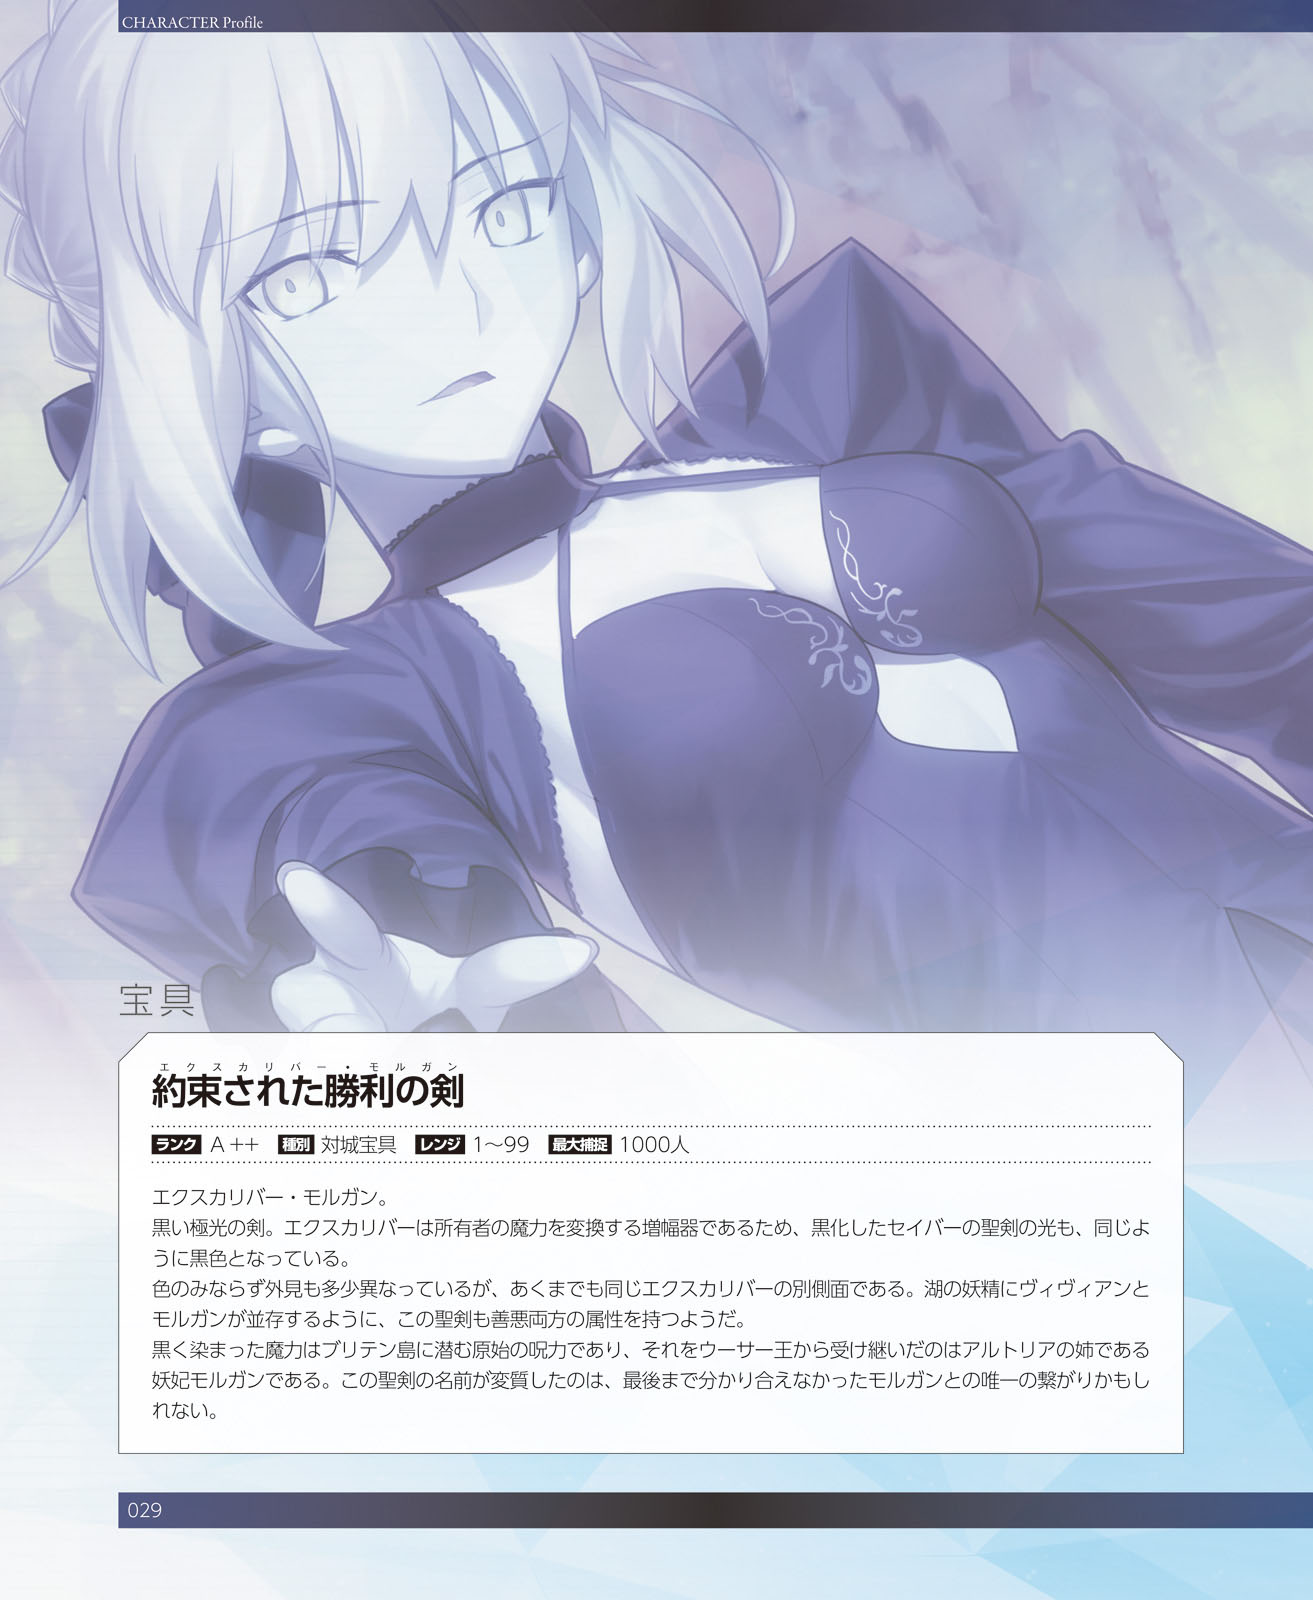 CHARACTER Profile
宝具
エクスカリバー・モルガン
約束された勝利の剣
ランク A++ 種別 対城宝具 レンジ 1～99 最大捕捉 1000人
エクスカリバー・モルガン。
黒い極光の剣。エクスカリバーは所有者の魔力を変換する増幅器であるため、黒化したセイバーの聖剣の光も、同じよ
うに黒色となっている。
色のみならず外見も多少異なっているが、あくまでも同じエクスカリバーの別側面である。湖の妖精にヴィヴィアンと
モルガンが並存するように、この聖剣も善悪両方の属性を持つようだ。
黒く染まった魔力はブリテン島に潜む原始の呪力であり、それをウーサー王から受け継いだのはアルトリアの姉である
妖妃モルガンである。この聖剣の名前が変質したのは、最後まで分かり合えなかったモルガンとの唯一の繋がりかもし
れない。
029